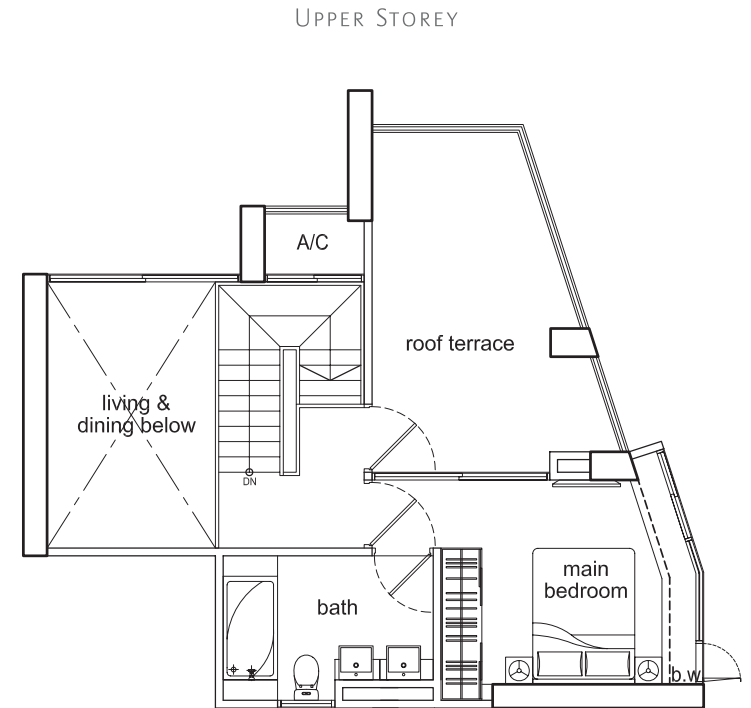 UPPER STOREY
A/C
roof terrace
living &
dining below
DN
main
bedroom
bath
b.w